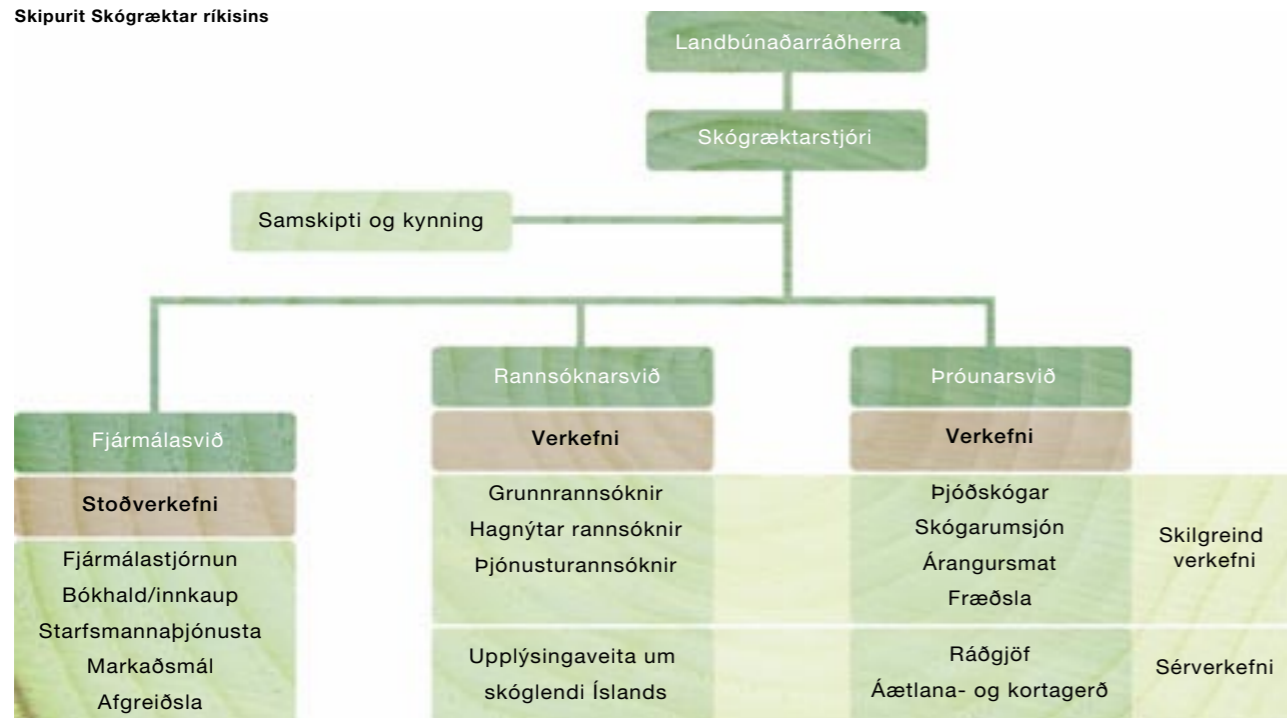 Skipurit Skógræktar ríkisins
Landbúnaðarráðherra
Skógræktarstjóri
Samskipti og kynning
Fjármálasvið
Stoðverkefni
Fjármálastjórnun
Bókhald/innkaup
Starfsmannaþjónusta
Markaðsmál
Afgreiðsla
Rannsóknarsvið
Verkefni
Grunnrannsóknir
Hagnýtar rannsóknir
Þjónusturannsóknir
Upplýsingaveita um
skóglendi Íslands
Þróunarsvið
Verkefni
Þjóðskógar
Skógarumsjón
Árangursmat
Fræðsla
Ráðgjöf
Áætlana- og kortagerð
Skilgreind
verkefni
Sérverkefni